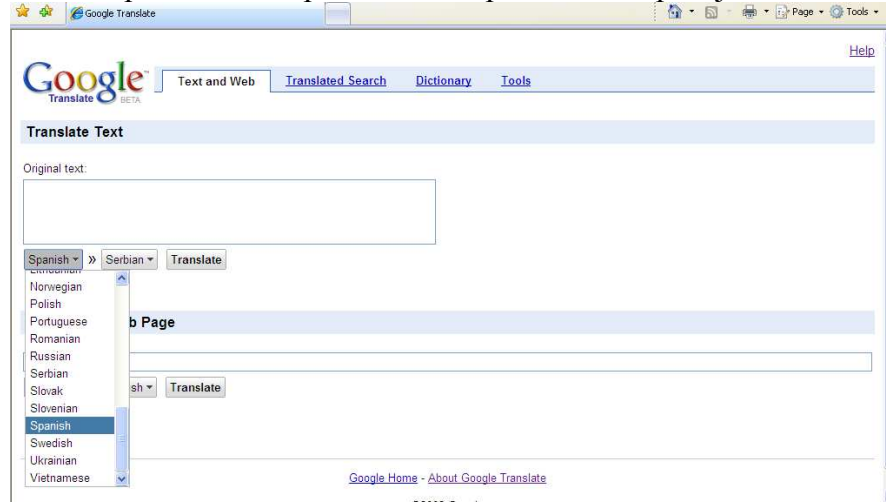 Google Translate
Page
Tools
Help
Google
Translate BETA
Text and Web
Translated Search
Dictionary
Tools
Translate Text
Original text:
Spanish » Serbian Translate
Lithuanian
Norwegian
Polish
Portuguese
b Page
Romanian
Russian
Serbian
Slovak
sh Translate
Slovenian
Spanish
Swedish
Ukrainian
Vietnamese
Google Home - About Google Translate